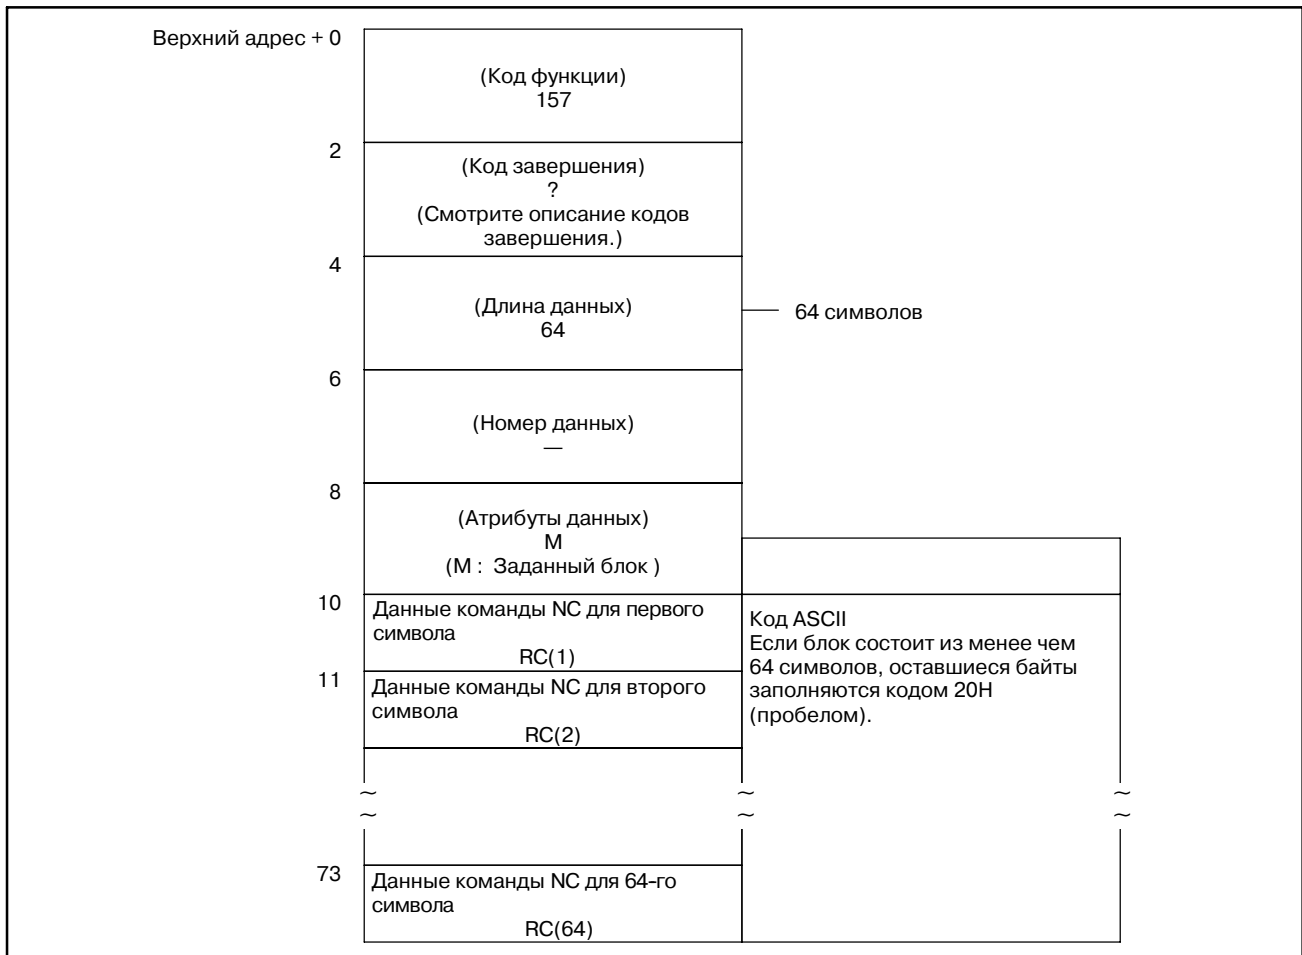 Верхний адрес + 0
(Код функции)
157
2
(Код завершения)
?
(Смотрите описание кодов
завершения.)
4
(Длина данных)
64
64 символов
6
(Номер данных)
—
8
(Атрибуты данных)
M
(M : Заданный блок )
10
Данные команды NC для первого
символа
RC(1)
Код ASCII
Если блок состоит из менее чем
64 символов, оставшиеся байты
заполняются кодом 20H
(пробелом).
11
Данные команды NC для второго
символа
RC(2)
73
Данные команды NC для 64-го
символа
RC(64)